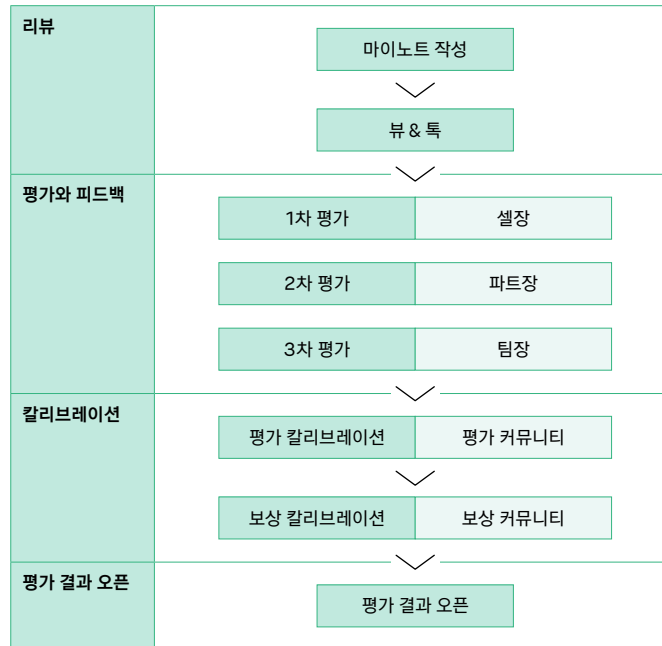 리뷰
마이노트 작성
뷰 & 톡
평가와 피드백
1차 평가 셀장
2차 평가 파트장
3차 평가 팀장
칼리브레이션
평가 칼리브레이션 평가 커뮤니티
보상 칼리브레이션 보상 커뮤니티
평가 결과 오픈
평가 결과 오픈